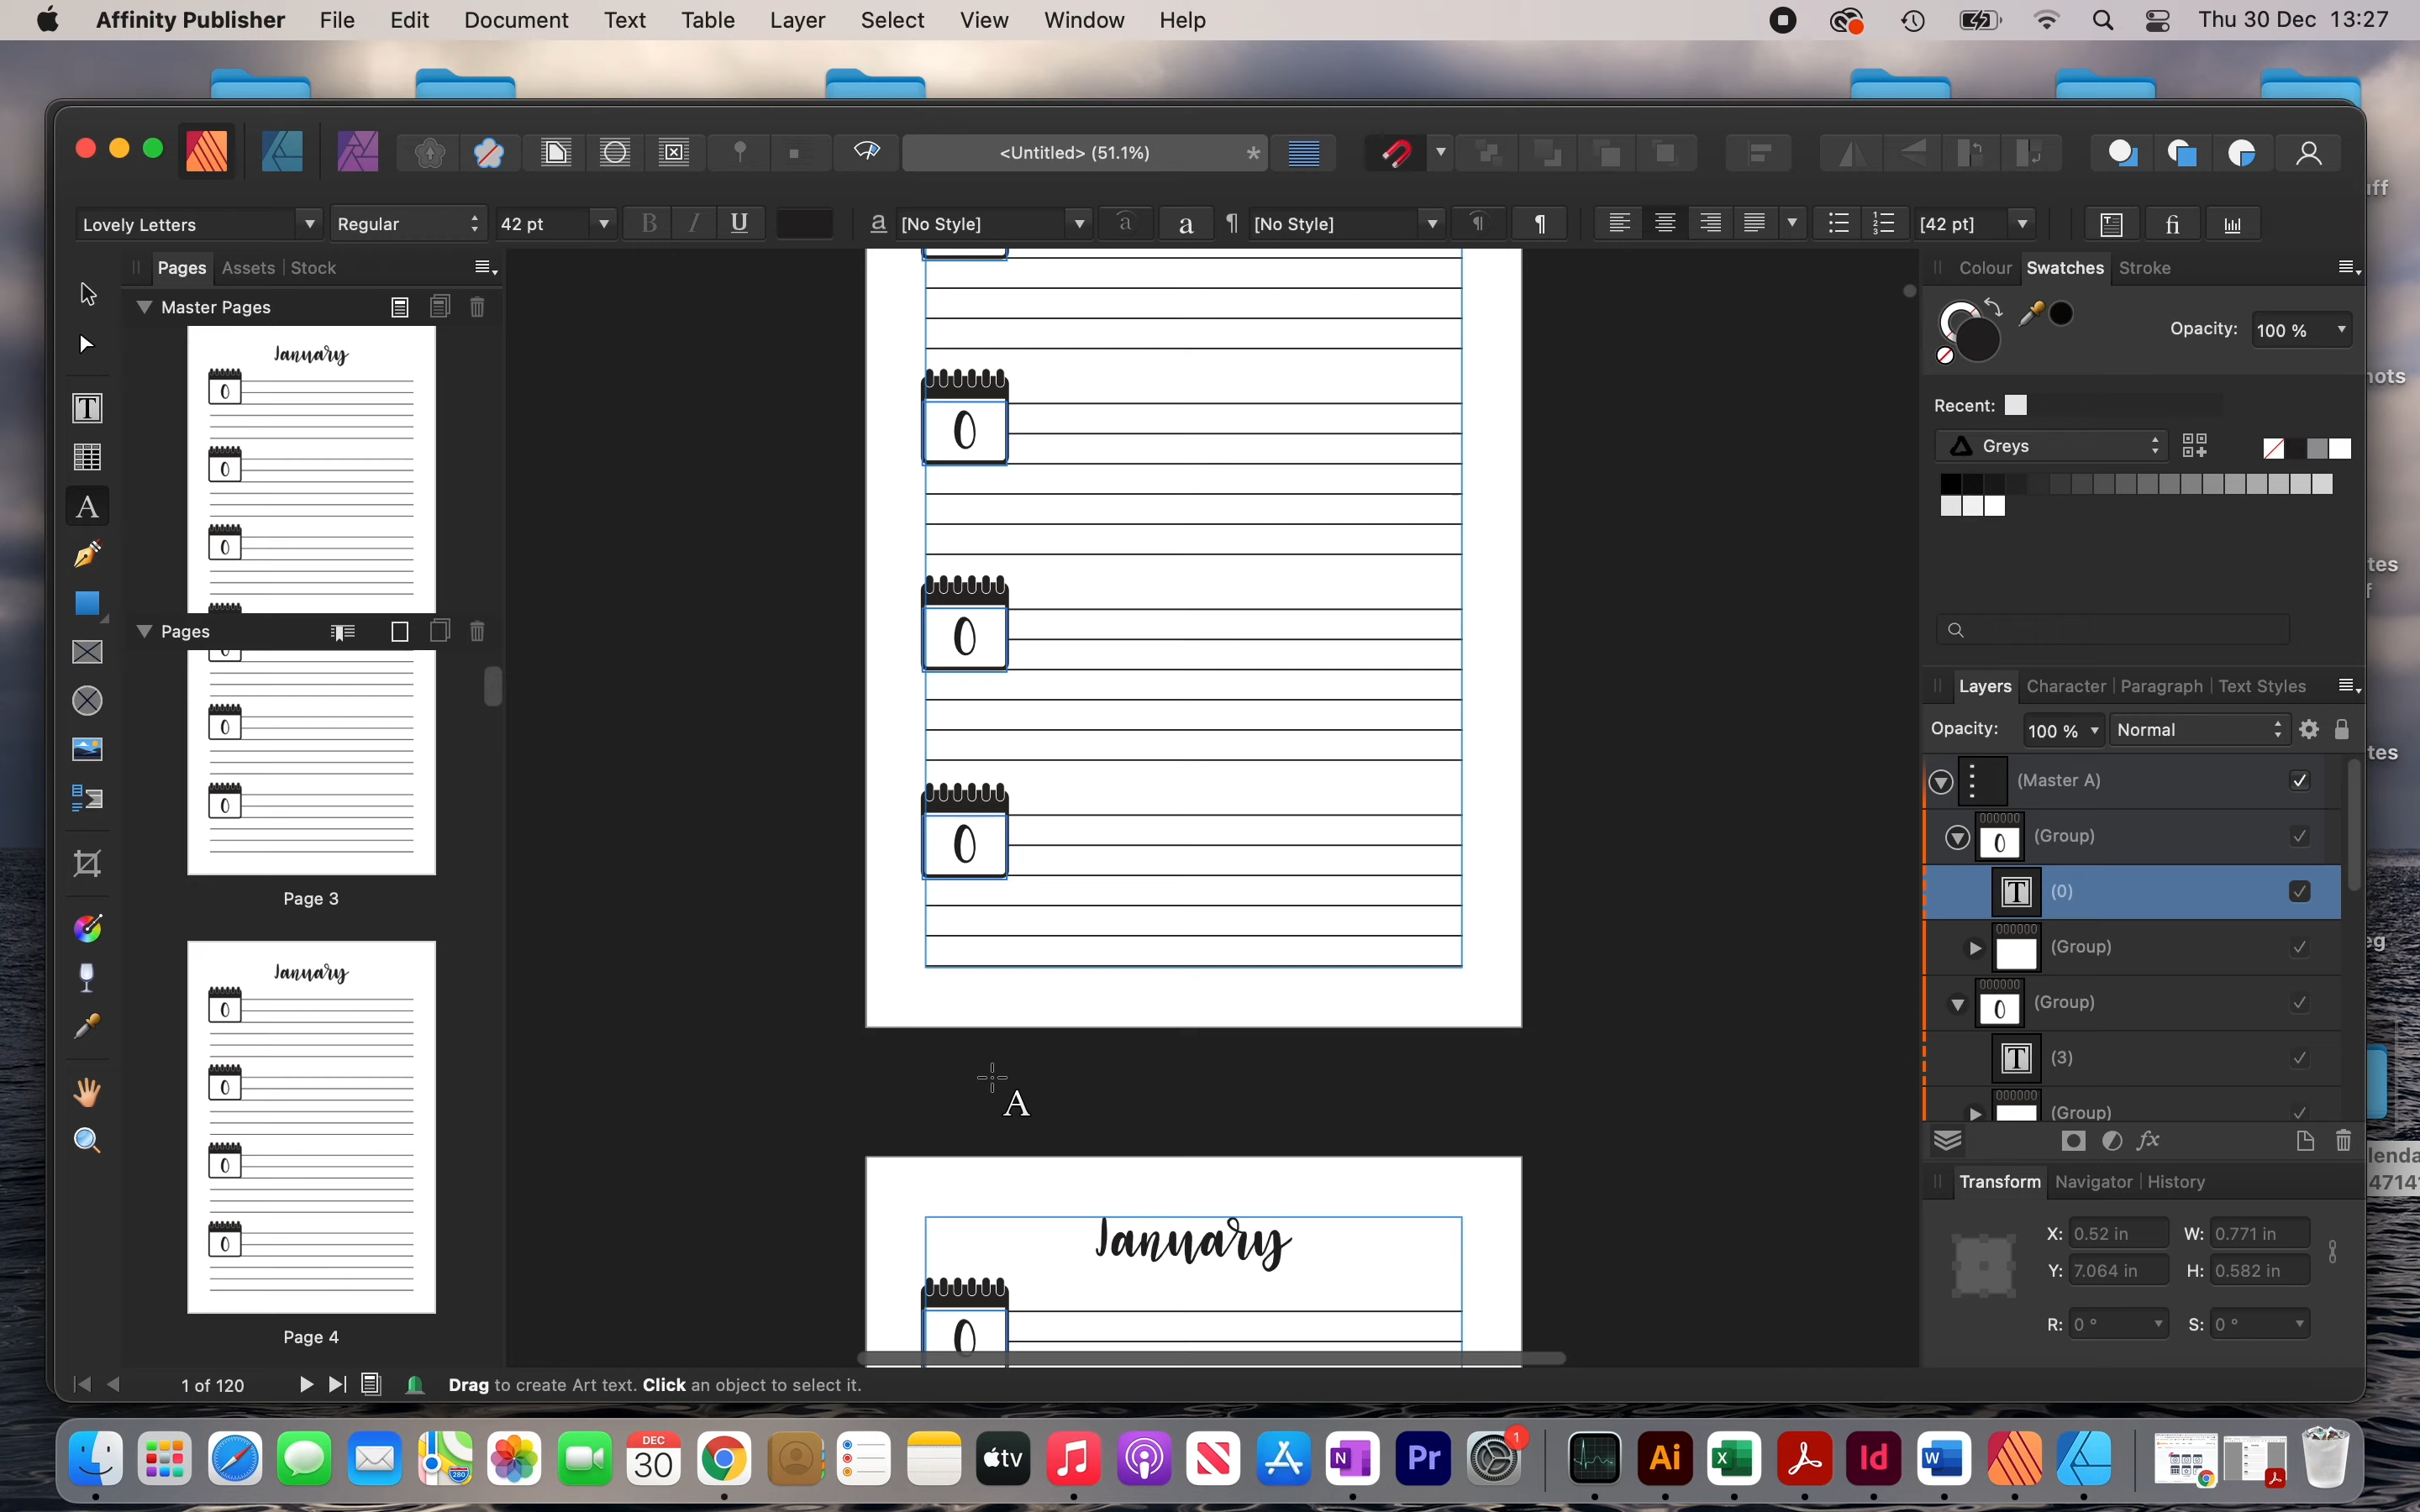 Affinity Publisher File Edit Document Text Table Layer Select View Window Help Thu 30 Dec 13:27
<Untitled> (51.1%) *
Lovely Letters Regular 42 pt B I U a [No Style] a a ¶ [No Style] ¶ ¶ [42 pt] fi
Pages Assets Stock
Master Pages
January
0
0
0
Pages
0
0
Page 3
January
0
0
0
0
Page 4
0
0
0
January
0
A
Colour Swatches Stroke
Opacity: 100 %
Recent:
Greys
Layers Character Paragraph Text Styles
Opacity: 100 % Normal
(Master A)
(Group)
(0)
(Group)
(Group)
(3)
(Group)
Transform Navigator History
X: 0.52 in W: 0.771 in
Y: 7.064 in H: 0.582 in
R: 0 ° S: 0 °
1 of 120 Drag to create Art text. Click an object to select it.
DEC
30
280
tv
N
Pr
1
Ai
X
Id
W